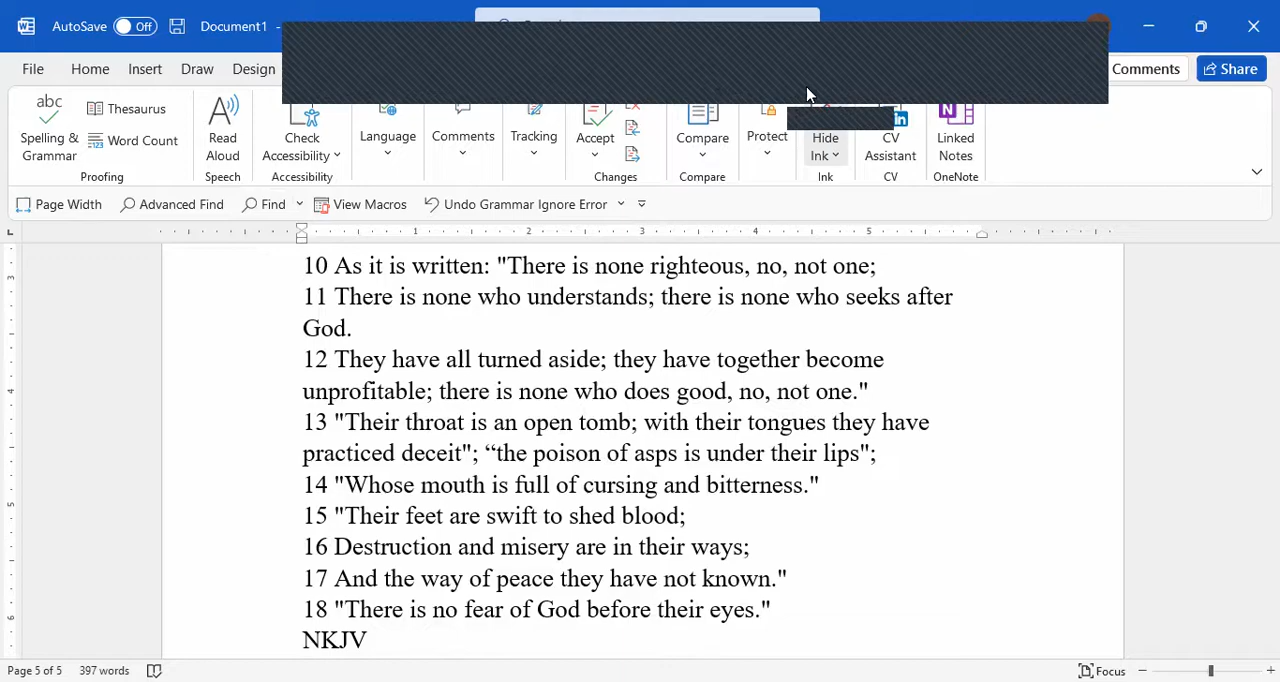 AutoSave Off Document1 -
File Home Insert Draw Design Comments Share
abc Thesaurus
Spelling & Grammar Word Count Read Aloud Check Accessibility Language Comments Tracking Accept Compare Protect Hide Ink CV Assistant Linked Notes
Proofing Speech Accessibility Changes Compare Ink CV OneNote
Page Width Advanced Find Find View Macros Undo Grammar Ignore Error
1 2 3 4 5
10 As it is written: "There is none righteous, no, not one;
11 There is none who understands; there is none who seeks after
God.
12 They have all turned aside; they have together become
unprofitable; there is none who does good, no, not one."
13 "Their throat is an open tomb; with their tongues they have
practiced deceit"; “the poison of asps is under their lips";
14 "Whose mouth is full of cursing and bitterness."
15 "Their feet are swift to shed blood;
16 Destruction and misery are in their ways;
17 And the way of peace they have not known."
18 "There is no fear of God before their eyes."
NKJV
Page 5 of 5 397 words Focus